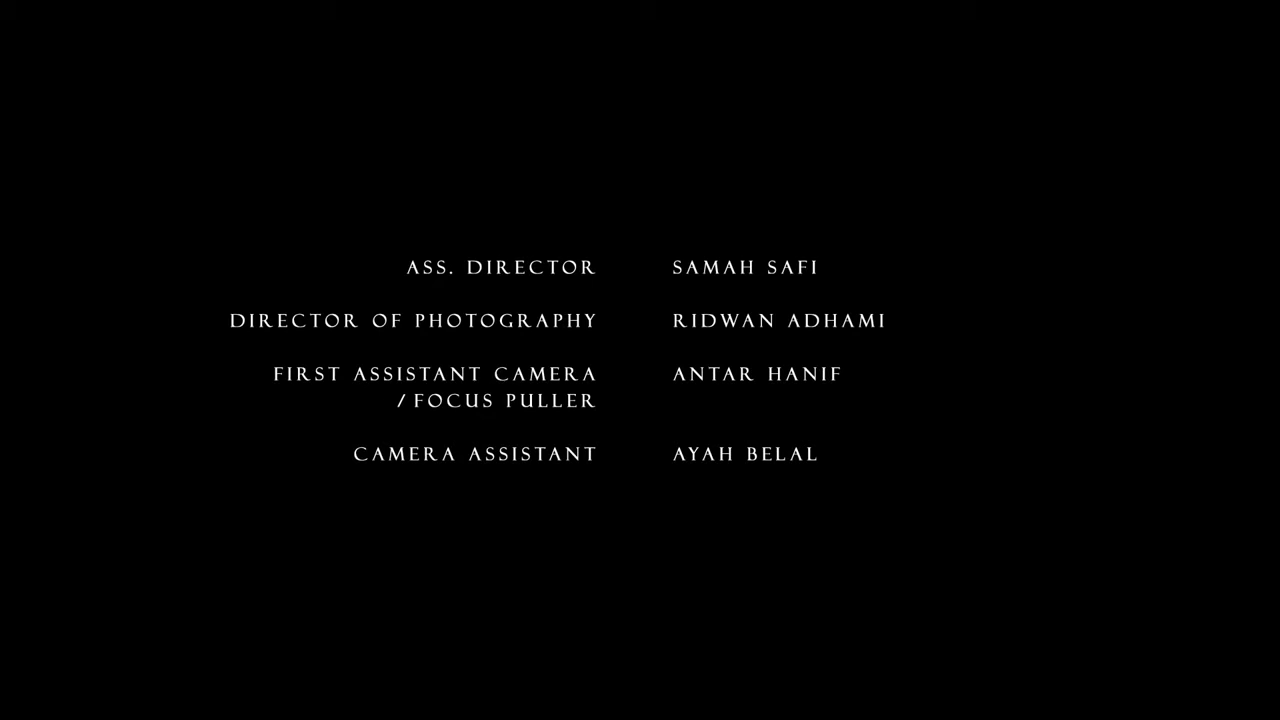 ASS. DIRECTOR SAMAH SAFI
DIRECTOR OF PHOTOGRAPHY RIDWAN ADHAMI
FIRST ASSISTANT CAMERA ANTAR HANIF
/FOCUS PULLER
CAMERA ASSISTANT AYAH BELAL